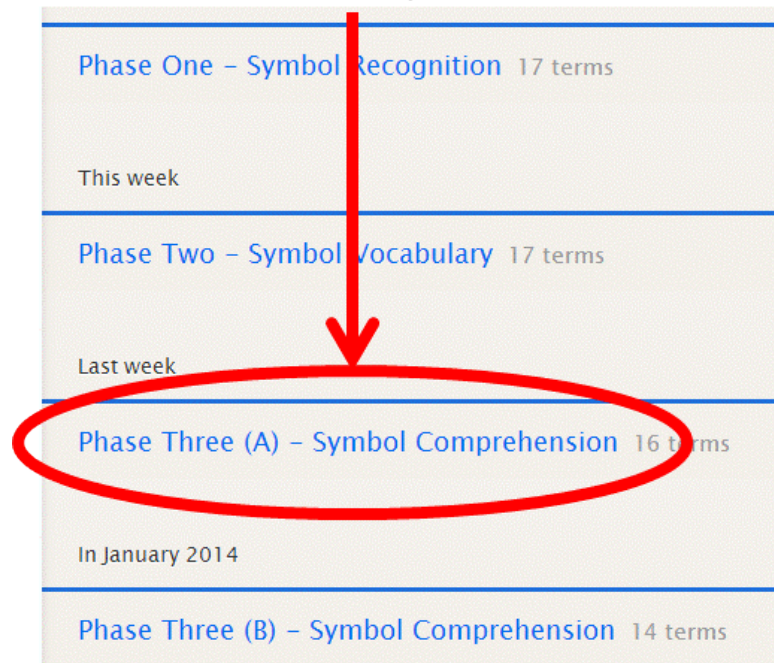 Phase One – Symbol Recognition 17 terms
This week
Phase Two – Symbol Vocabulary 17 terms
Last week
Phase Three (A) – Symbol Comprehension 16 terms
In January 2014
Phase Three (B) – Symbol Comprehension 14 terms